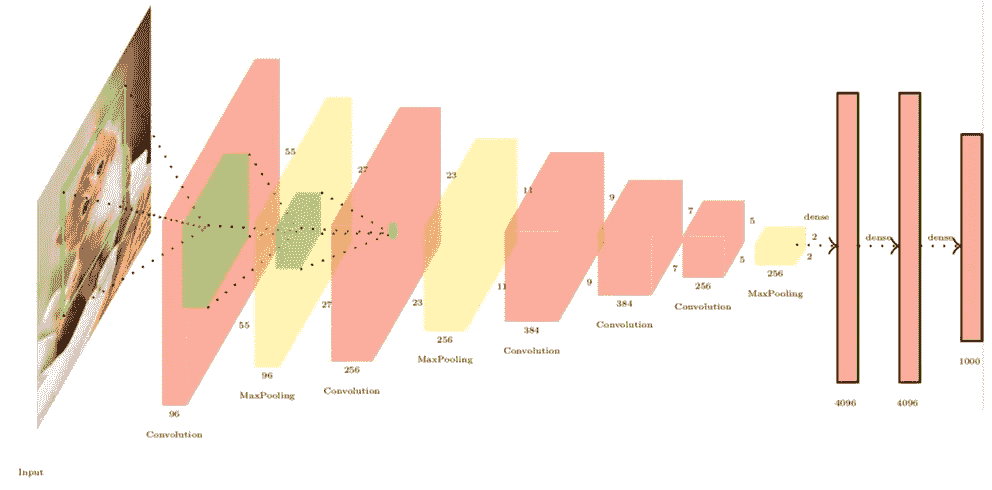 Input
55
55
96
Convolution
27
27
96
MaxPooling
23
23
256
Convolution
11
11
256
MaxPooling
9
9
384
Convolution
7
7
384
Convolution
5
5
256
Convolution
2
2
256
MaxPooling
dense
4096
dense
4096
dense
1000